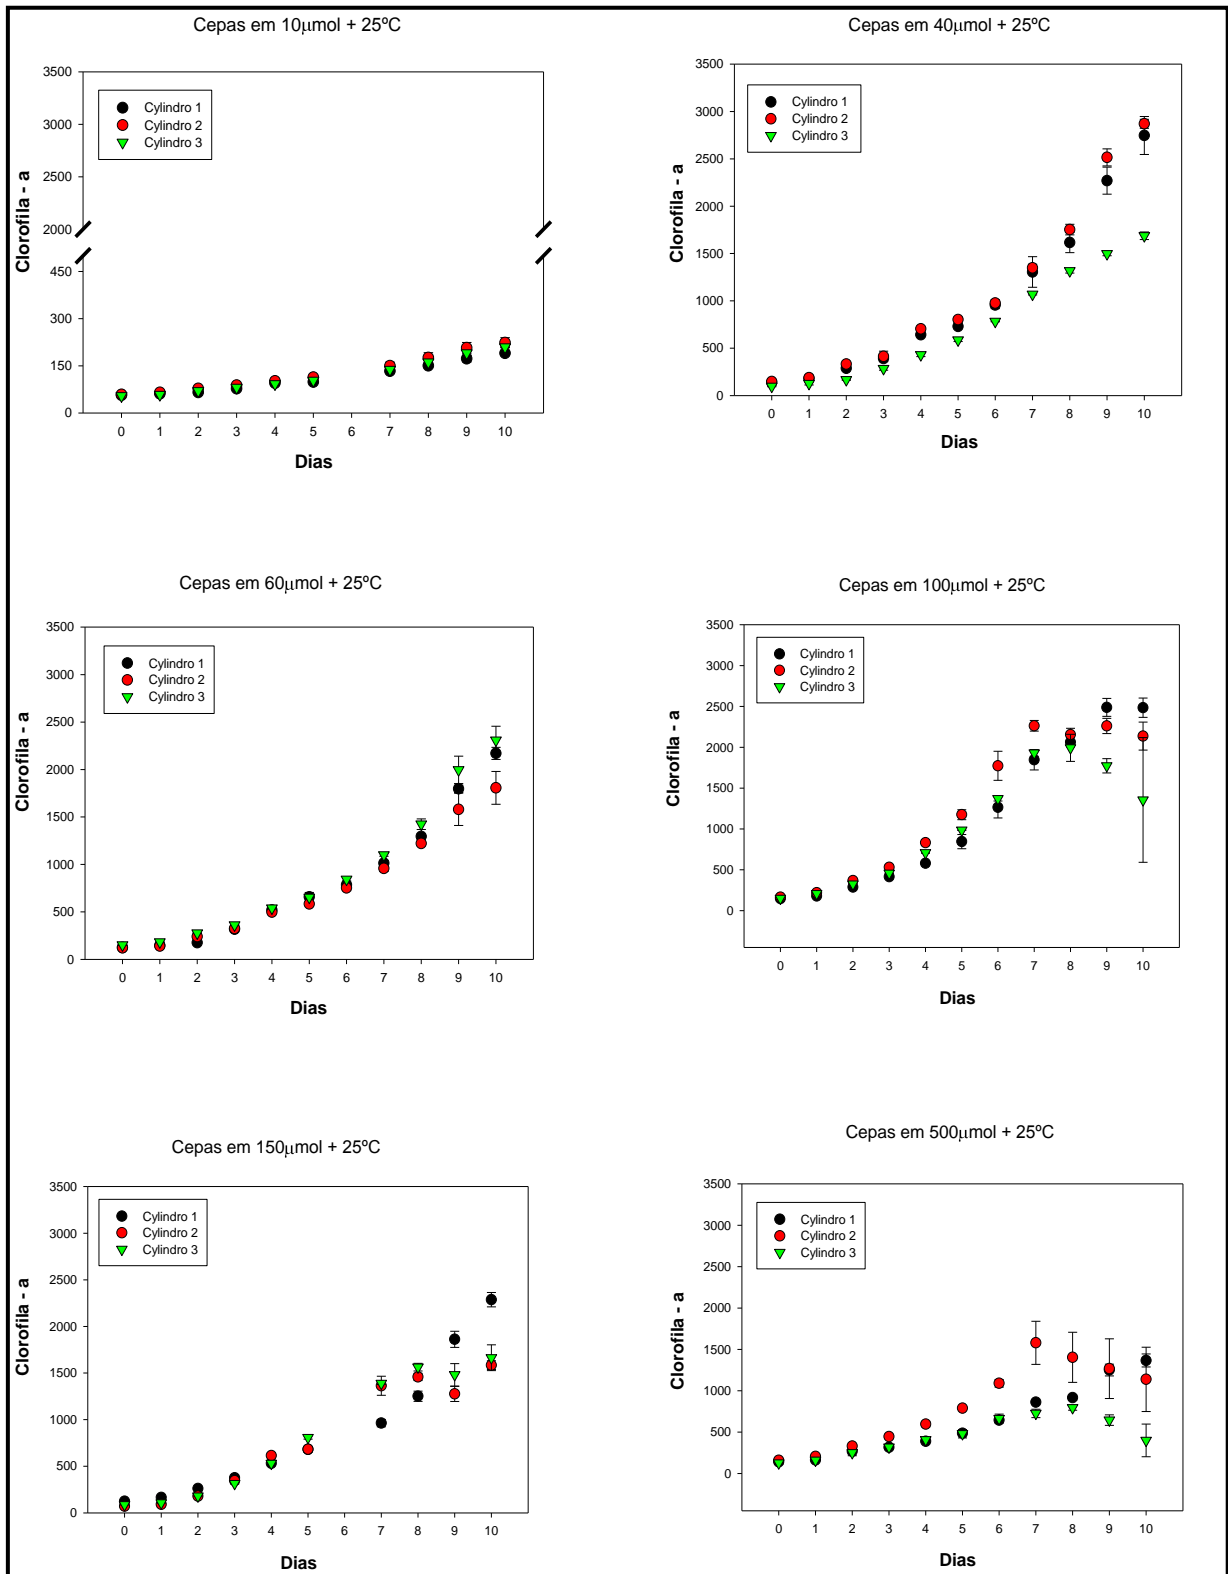 Cepas em 10μmol + 25ºC
3500
3000
2500
2000
450
300
150
0
Clorofila - a
Cylindro 1
Cylindro 2
Cylindro 3
0 1 2 3 4 5 6 7 8 9 10
Dias
Cepas em 40μmol + 25ºC
3500
3000
2500
2000
1500
1000
500
0
Clorofila - a
Cylindro 1
Cylindro 2
Cylindro 3
0 1 2 3 4 5 6 7 8 9 10
Dias
Cepas em 60μmol + 25ºC
3500
3000
2500
2000
1500
1000
500
0
Clorofila - a
Cylindro 1
Cylindro 2
Cylindro 3
0 1 2 3 4 5 6 7 8 9 10
Dias
Cepas em 100μmol + 25ºC
3500
3000
2500
2000
1500
1000
500
0
Clorofila - a
Cylindro 1
Cylindro 2
Cylindro 3
0 1 2 3 4 5 6 7 8 9 10
Dias
Cepas em 150μmol + 25ºC
3500
3000
2500
2000
1500
1000
500
0
Clorofila - a
Cylindro 1
Cylindro 2
Cylindro 3
0 1 2 3 4 5 6 7 8 9 10
Dias
Cepas em 500μmol + 25ºC
3500
3000
2500
2000
1500
1000
500
0
Clorofila - a
Cylindro 1
Cylindro 2
Cylindro 3
0 1 2 3 4 5 6 7 8 9 10
Dias